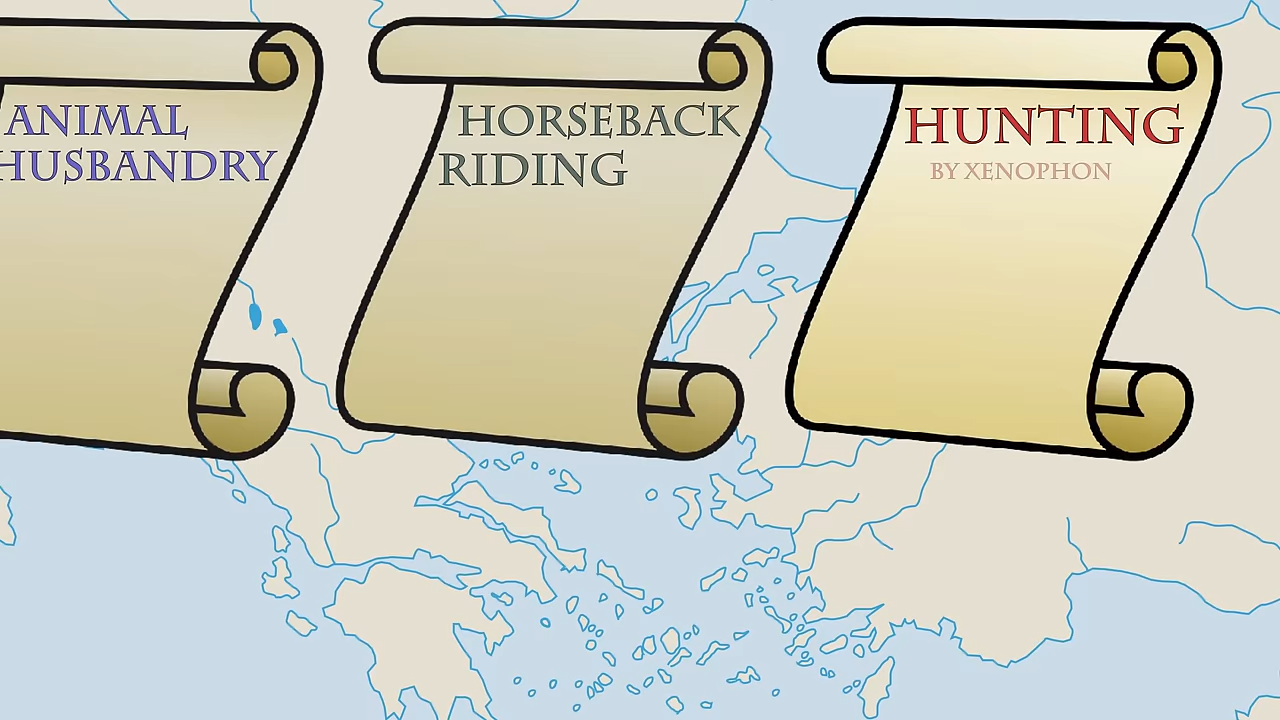 ANIMAL
HUSBANDRY
HORSEBACK
RIDING
HUNTING
BY XENOPHON